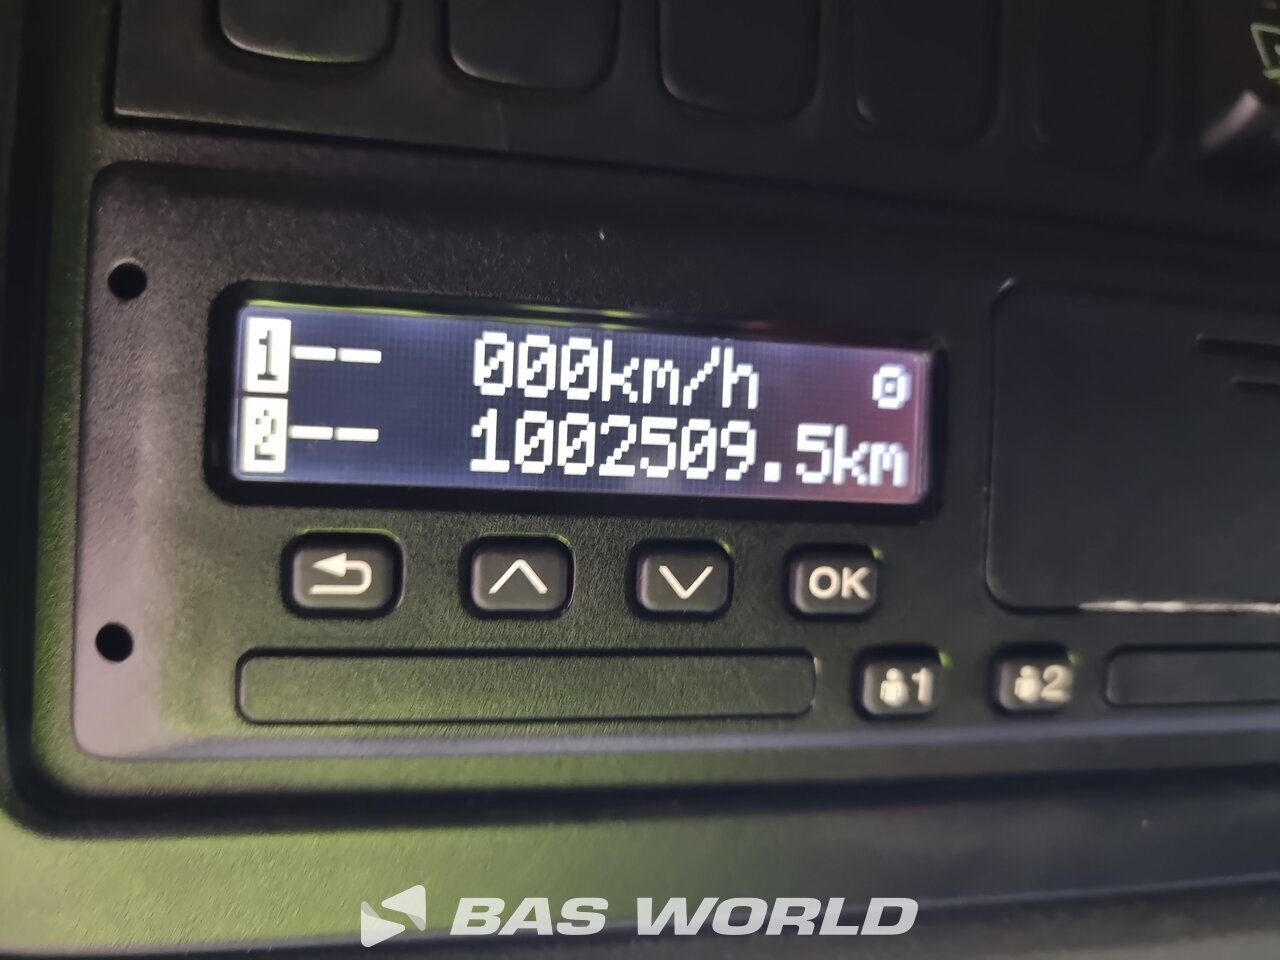 1-- 000km/h
2-- 1002509.5km
OK
1 2
BAS WORLD